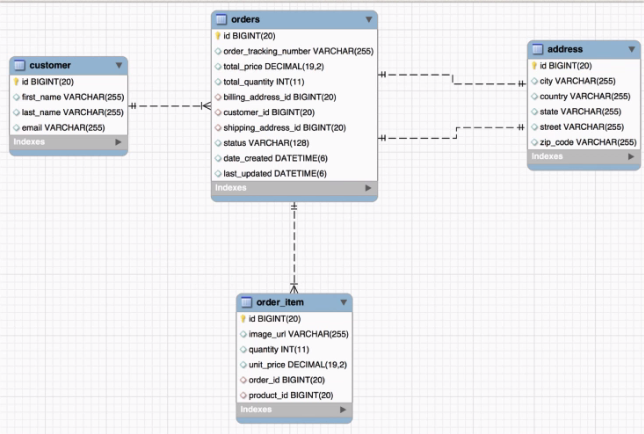 customer
id BIGINT(20)
first_name VARCHAR(255)
last_name VARCHAR(255)
email VARCHAR(255)
Indexes
orders
id BIGINT(20)
order_tracking_number VARCHAR(255)
total_price DECIMAL(19,2)
total_quantity INT(11)
billing_address_id BIGINT(20)
customer_id BIGINT(20)
shipping_address_id BIGINT(20)
status VARCHAR(128)
date_created DATETIME(6)
last_updated DATETIME(6)
Indexes
address
id BIGINT(20)
city VARCHAR(255)
country VARCHAR(255)
state VARCHAR(255)
street VARCHAR(255)
zip_code VARCHAR(255)
Indexes
order_item
id BIGINT(20)
image_url VARCHAR(255)
quantity INT(11)
unit_price DECIMAL(19,2)
order_id BIGINT(20)
product_id BIGINT(20)
Indexes